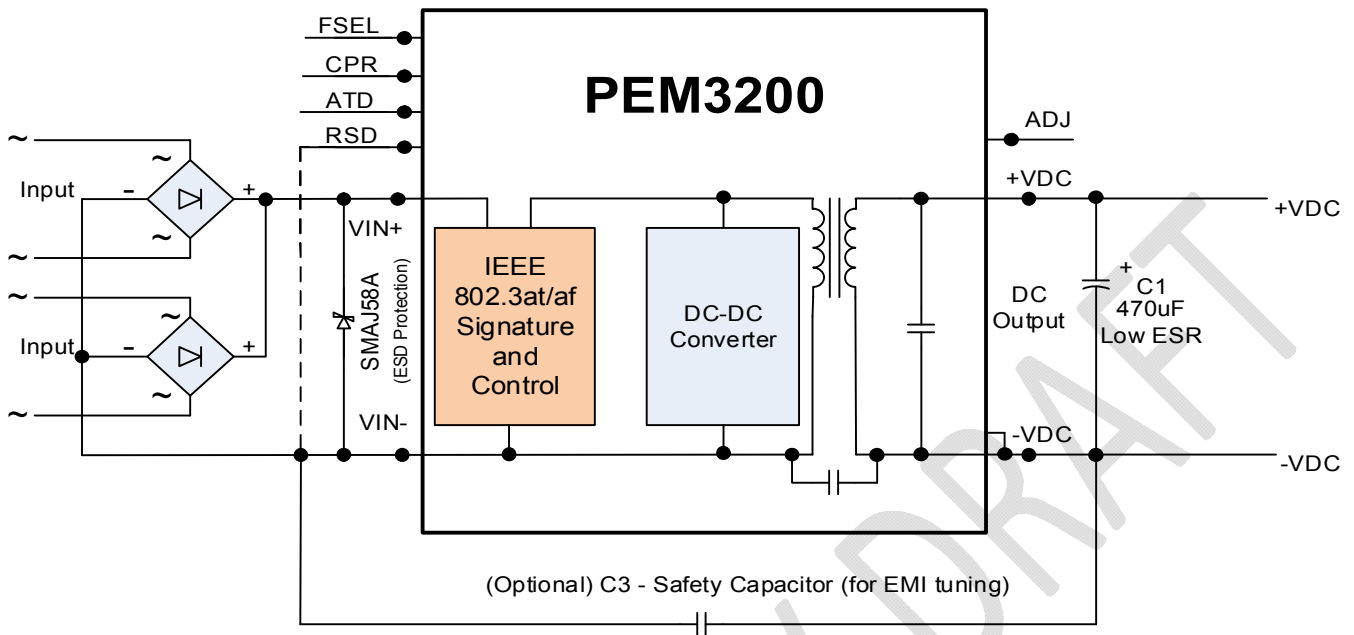 FSEL
CPR
ATD
RSD
PEM3200
ADJ
~
~
Input
-
+
~
~
VIN+
+VDC
+VDC
SMAJ58A
(ESD Protection)
IEEE
802.3at/af
Signature
and
Control
DC-DC
Converter
DC
Output
+
C1
470uF
Low ESR
~
~
Input
-
+
~
~
VIN-
-VDC
-VDC
(Optional) C3 - Safety Capacitor (for EMI tuning)
DRAFT